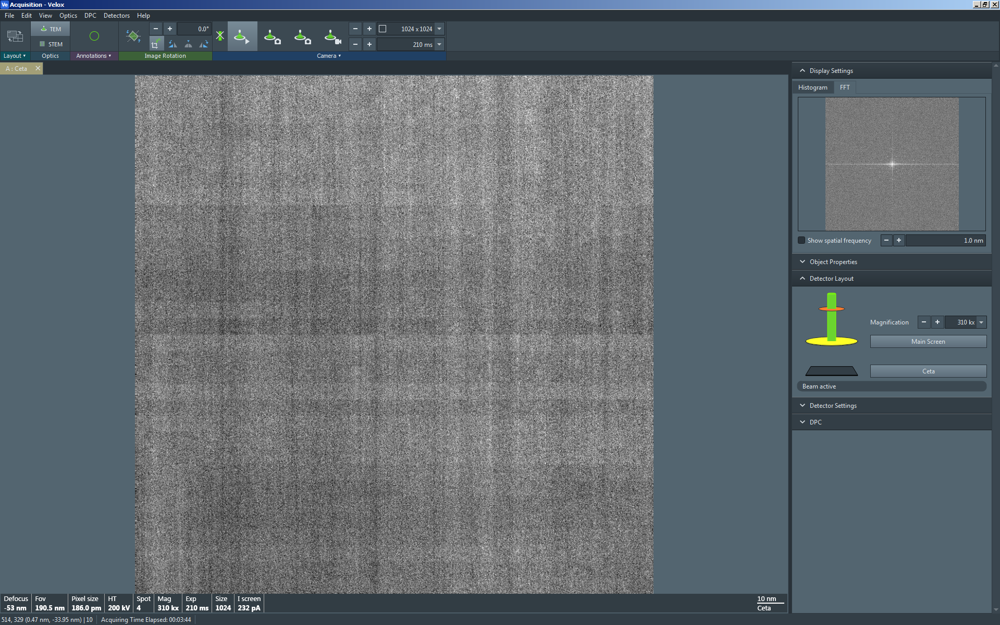 Ve Acquisition - Velox
File Edit View Optics DPC Detectors Help
TEM
STEM
0.0°
1024 x 1024
210 ms
Layout Optics Annotations Image Rotation Camera
A : Ceta
Display Settings
Histogram FFT
Show spatial frequency 1.0 nm
Object Properties
Detector Layout
Magnification 310 kx
Main Screen
Ceta
Beam active
Detector Settings
DPC
Defocus Fov Pixel size HT Spot Mag Exp Size I screen
-53 nm 190.5 nm 186.0 pm 200 kV 4 310 kx 210 ms 1024 232 pA
10 nm
Ceta
514, 329 (0.47 nm, -33.95 nm) | 10 Acquiring Time Elapsed: 00:03:44